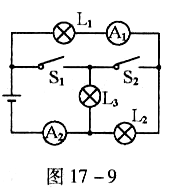 L₁ A₁
S₁ S₂
L₃
A₂ L₂
图 17-9